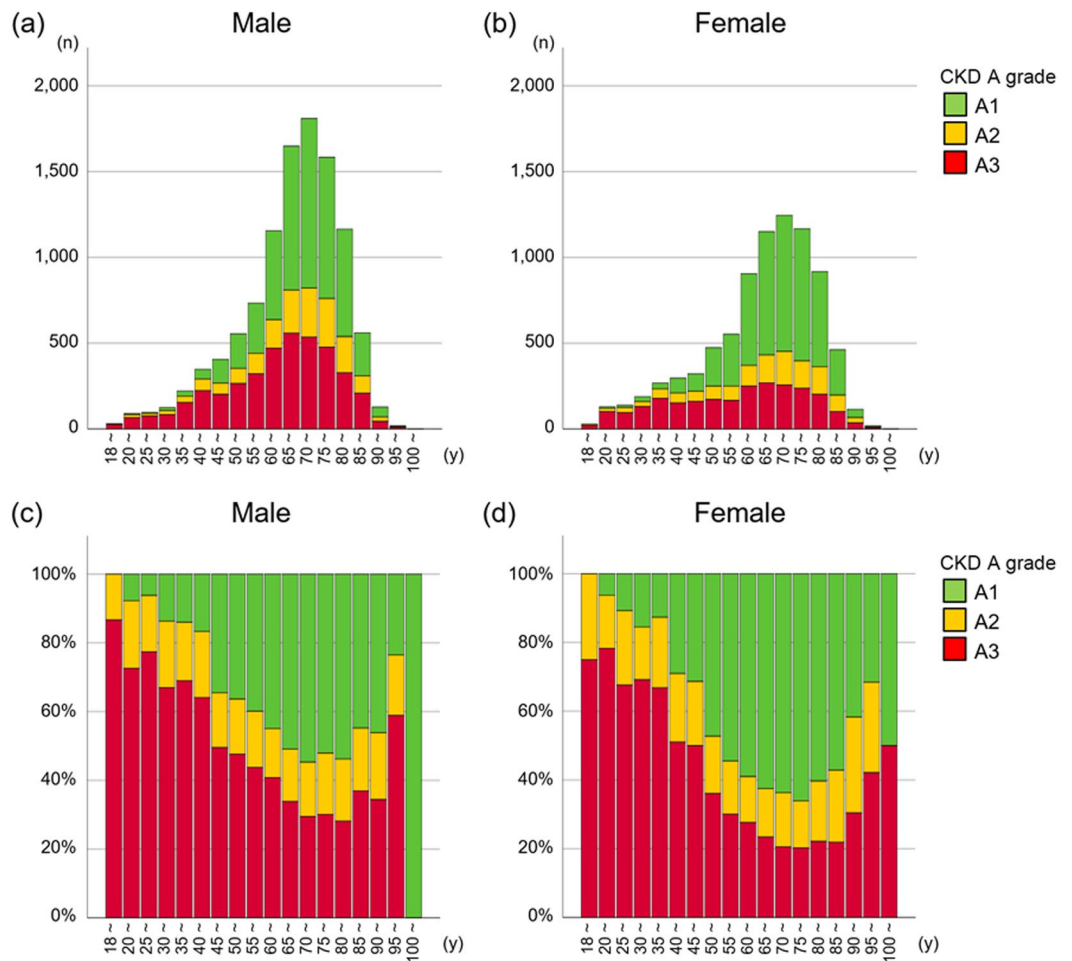 (a) Male
(n)
2,000
1,500
1,000
500
0
18~ 20~ 25~ 30~ 35~ 40~ 45~ 50~ 55~ 60~ 65~ 70~ 75~ 80~ 85~ 90~ 95~ 100~ (y)
(b) Female
(n)
2,000
1,500
1,000
500
0
18~ 20~ 25~ 30~ 35~ 40~ 45~ 50~ 55~ 60~ 65~ 70~ 75~ 80~ 85~ 90~ 95~ 100~ (y)
CKD A grade
A1
A2
A3
(c) Male
100%
80%
60%
40%
20%
0%
18~ 20~ 25~ 30~ 35~ 40~ 45~ 50~ 55~ 60~ 65~ 70~ 75~ 80~ 85~ 90~ 95~ 100~ (y)
(d) Female
100%
80%
60%
40%
20%
0%
18~ 20~ 25~ 30~ 35~ 40~ 45~ 50~ 55~ 60~ 65~ 70~ 75~ 80~ 85~ 90~ 95~ 100~ (y)
CKD A grade
A1
A2
A3